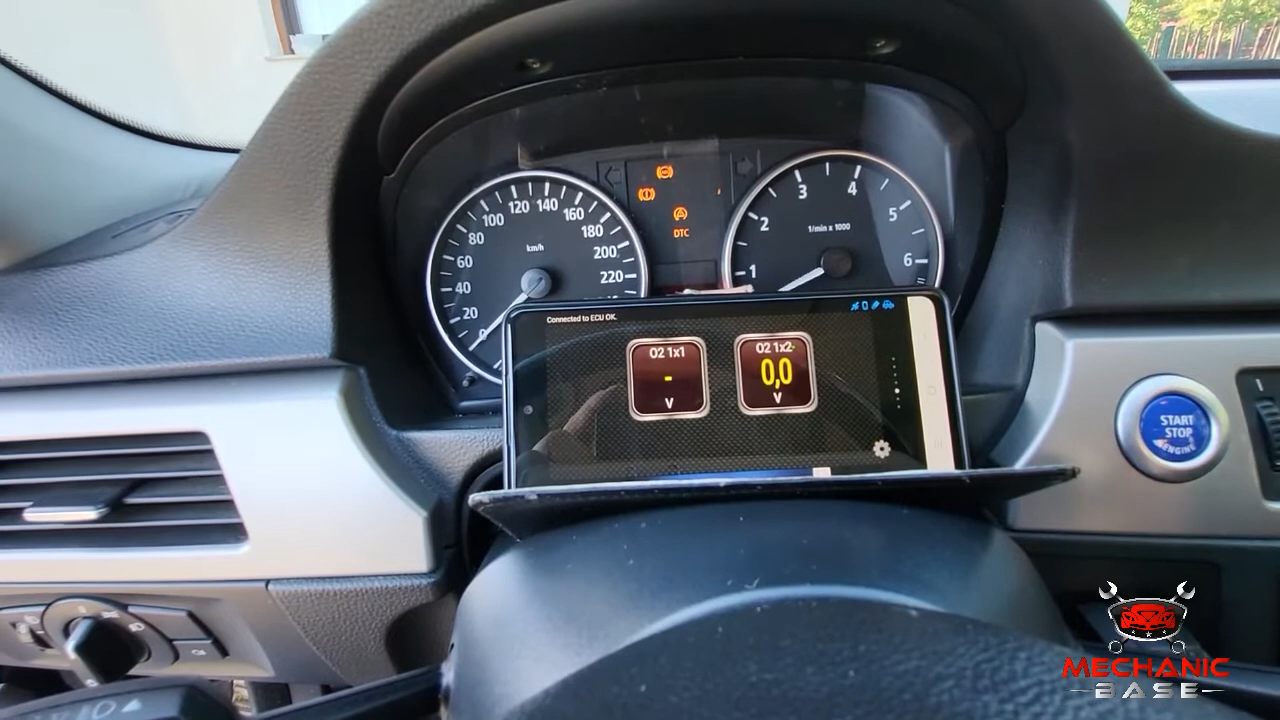 100
120
140
160
80
180
60
200
40
220
20
0
km/h
DTC
1
2
3
4
5
6
1/min x 1000
Connected to ECU OK.
O2 1x1
-
V
O2 1x2
0,0
V
START
STOP
ENGINE
MECHANIC
BASE